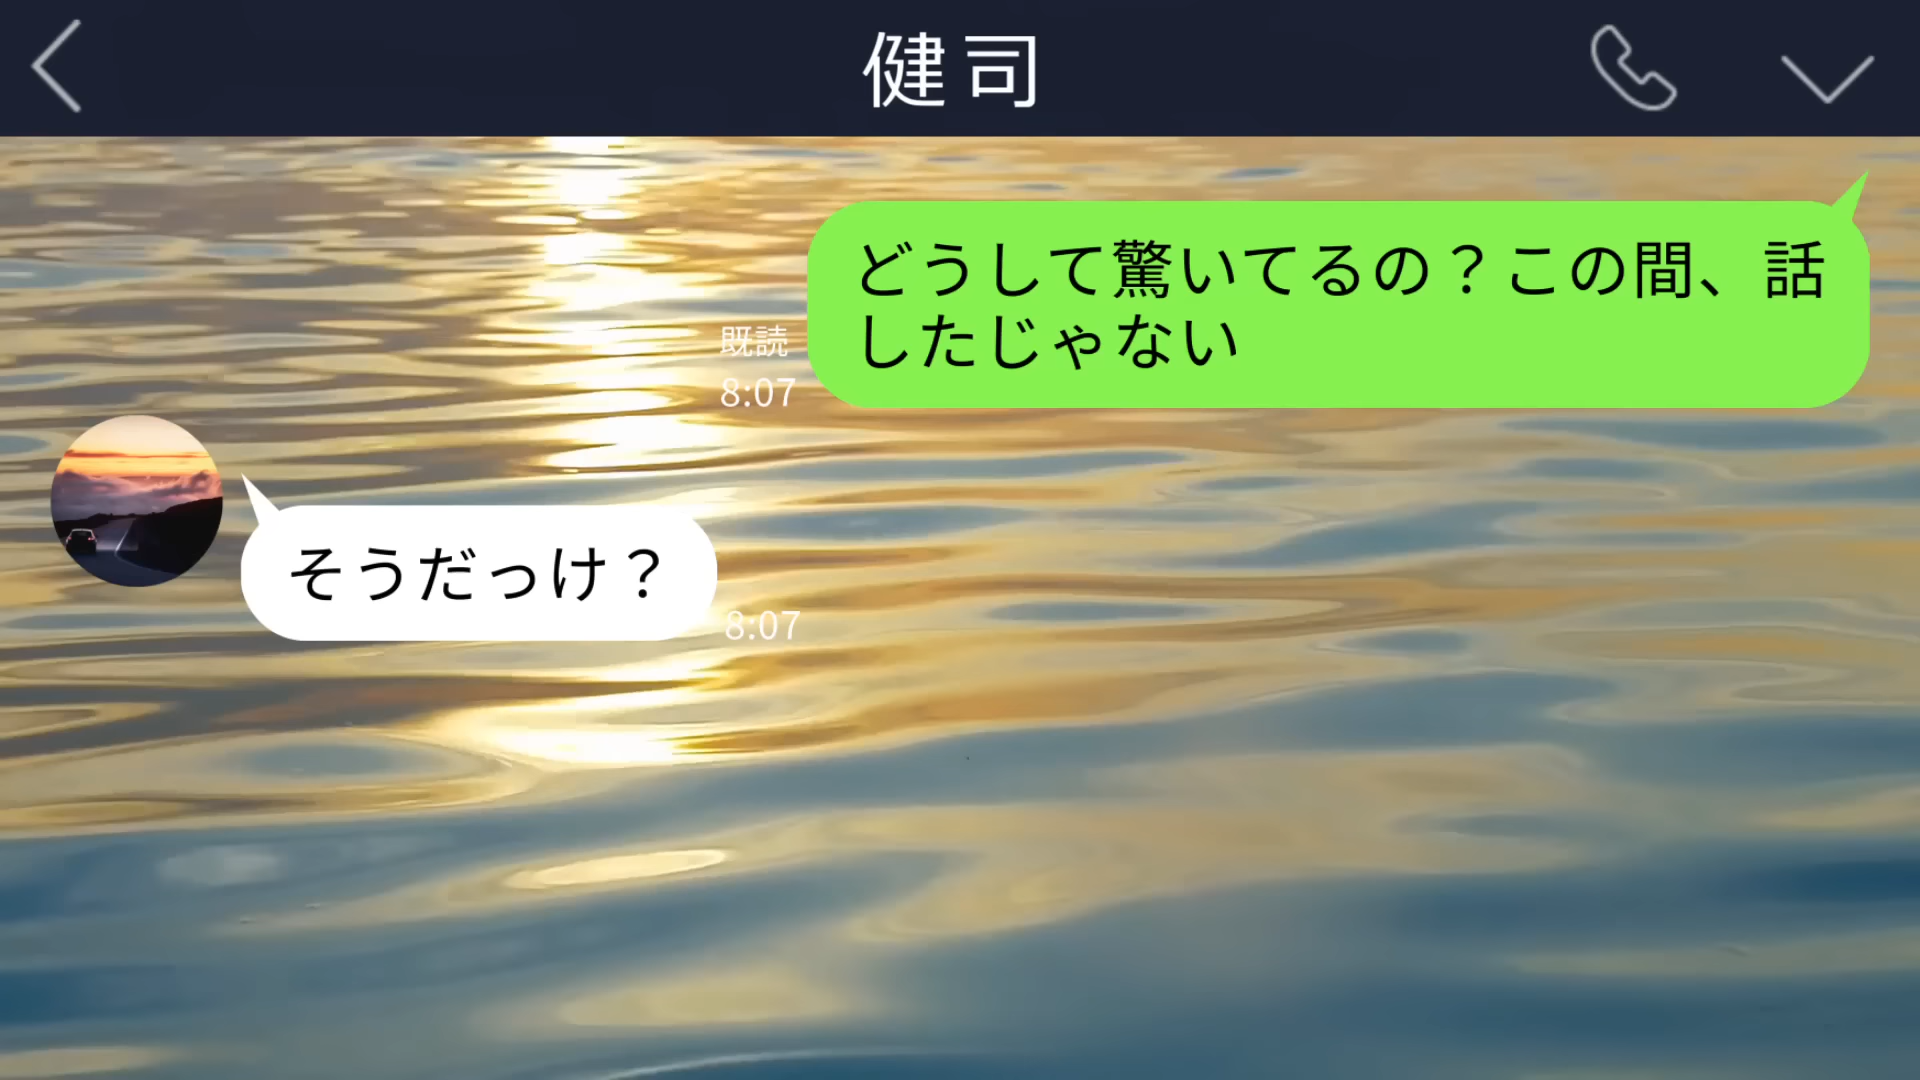 健司
どうして驚いてるの？この間、話
したじゃない
既読
8:07
そうだっけ？
8:07